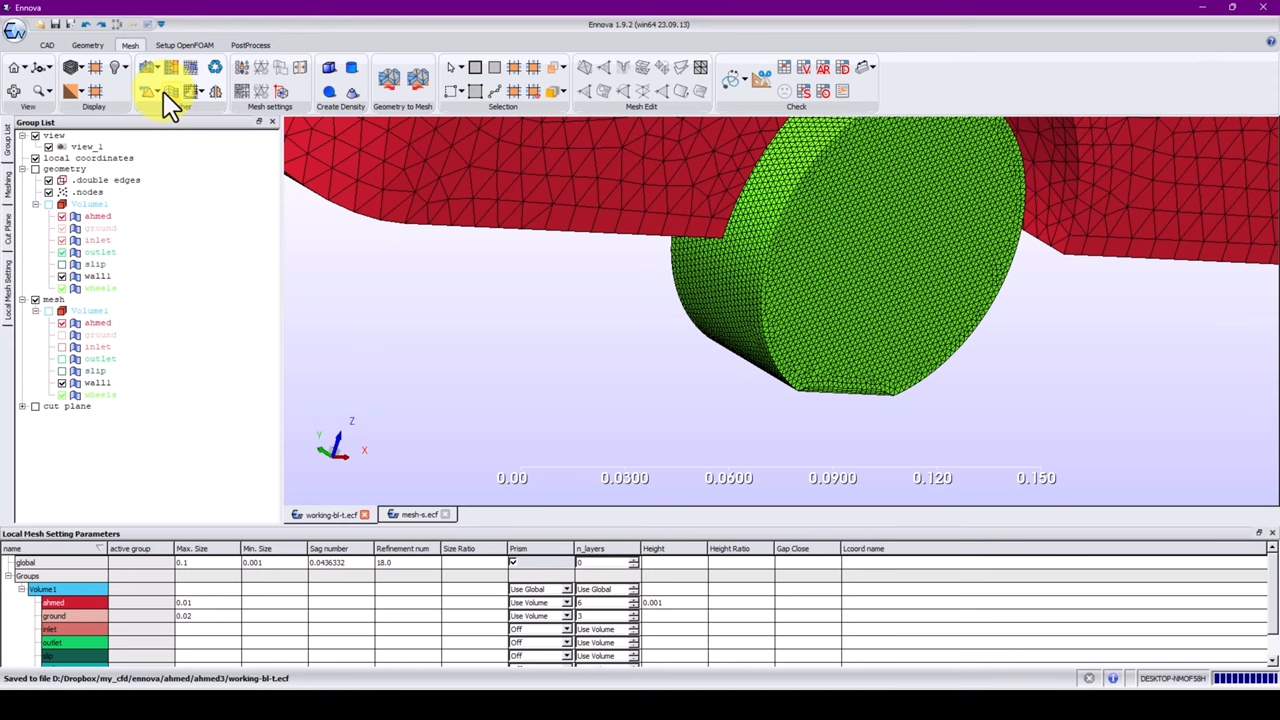 Ennova
Ennova 1.9.2 (win64 23.09.13)
CAD Geometry Mesh Setup OpenFOAM PostProcess
View Display Mesh settings Create Density Geometry to Mesh Selection Mesh Edit Check
Group List
view
view_1
local coordinates
geometry
.double edges
.nodes
Volume1
ahmed
ground
inlet
outlet
slip
wall1
wheels
mesh
Volume1
ahmed
ground
inlet
outlet
slip
wall1
wheels
cut plane
Group List
Meshing
Cut Plane
Local Mesh Setting
Z
Y
X
0.00 0.0300 0.0600 0.0900 0.120 0.150
working-bl-t.ecf mesh-s.ecf
Local Mesh Setting Parameters
name active group Max. Size Min. Size Sag number Refinement num Size Ratio Prism n_layers Height Height Ratio Gap Close Lcoord name
global 0.1 0.001 0.0436332 18.0 0
Groups
Volume1 Use Global Use Global
ahmed 0.01 Use Volume 6 0.001
ground 0.02 Use Volume 3
inlet Off Use Volume
outlet Off Use Volume
slip Off Use Volume
Saved to file D:/Dropbox/my_cfd/ennova/ahmed/ahmed3/working-bl-t.ecf
DESKTOP-NMOF58H